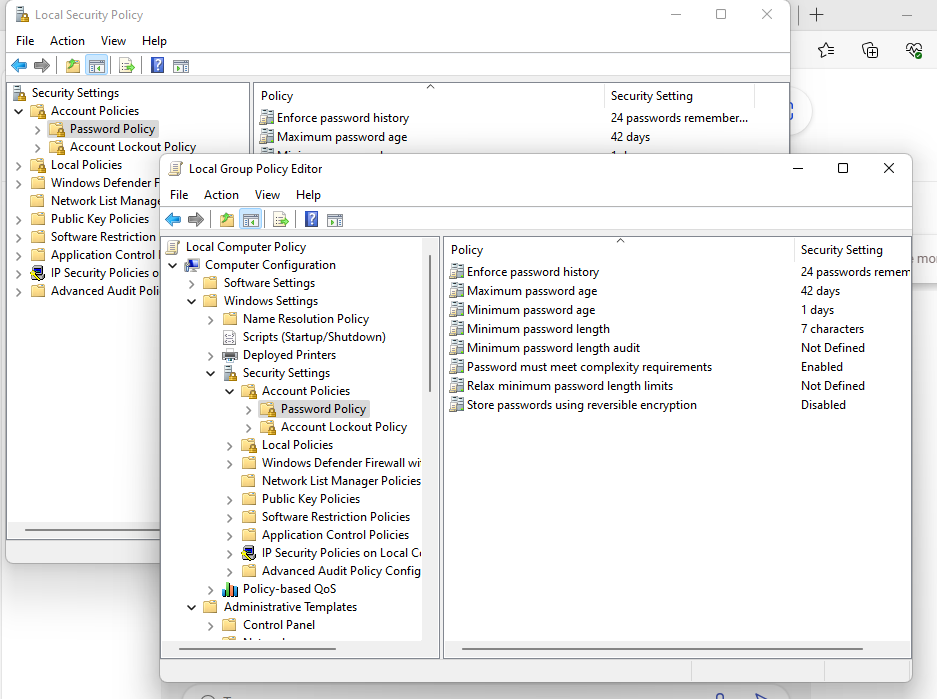 Local Security Policy
File Action View Help
Security Settings
Account Policies
Password Policy
Account Lockout Policy
Local Policies
Windows Defender F
Network List Manage
Public Key Policies
Software Restriction
Application Control
IP Security Policies o
Advanced Audit Poli
Policy Security Setting
Enforce password history 24 passwords remember...
Maximum password age 42 days
Local Group Policy Editor
File Action View Help
Local Computer Policy
Computer Configuration
Software Settings
Windows Settings
Name Resolution Policy
Scripts (Startup/Shutdown)
Deployed Printers
Security Settings
Account Policies
Password Policy
Account Lockout Policy
Local Policies
Windows Defender Firewall wi
Network List Manager Policies
Public Key Policies
Software Restriction Policies
Application Control Policies
IP Security Policies on Local C
Advanced Audit Policy Config
Policy-based QoS
Administrative Templates
Control Panel
Policy Security Setting
Enforce password history 24 passwords remem
Maximum password age 42 days
Minimum password age 1 days
Minimum password length 7 characters
Minimum password length audit Not Defined
Password must meet complexity requirements Enabled
Relax minimum password length limits Not Defined
Store passwords using reversible encryption Disabled